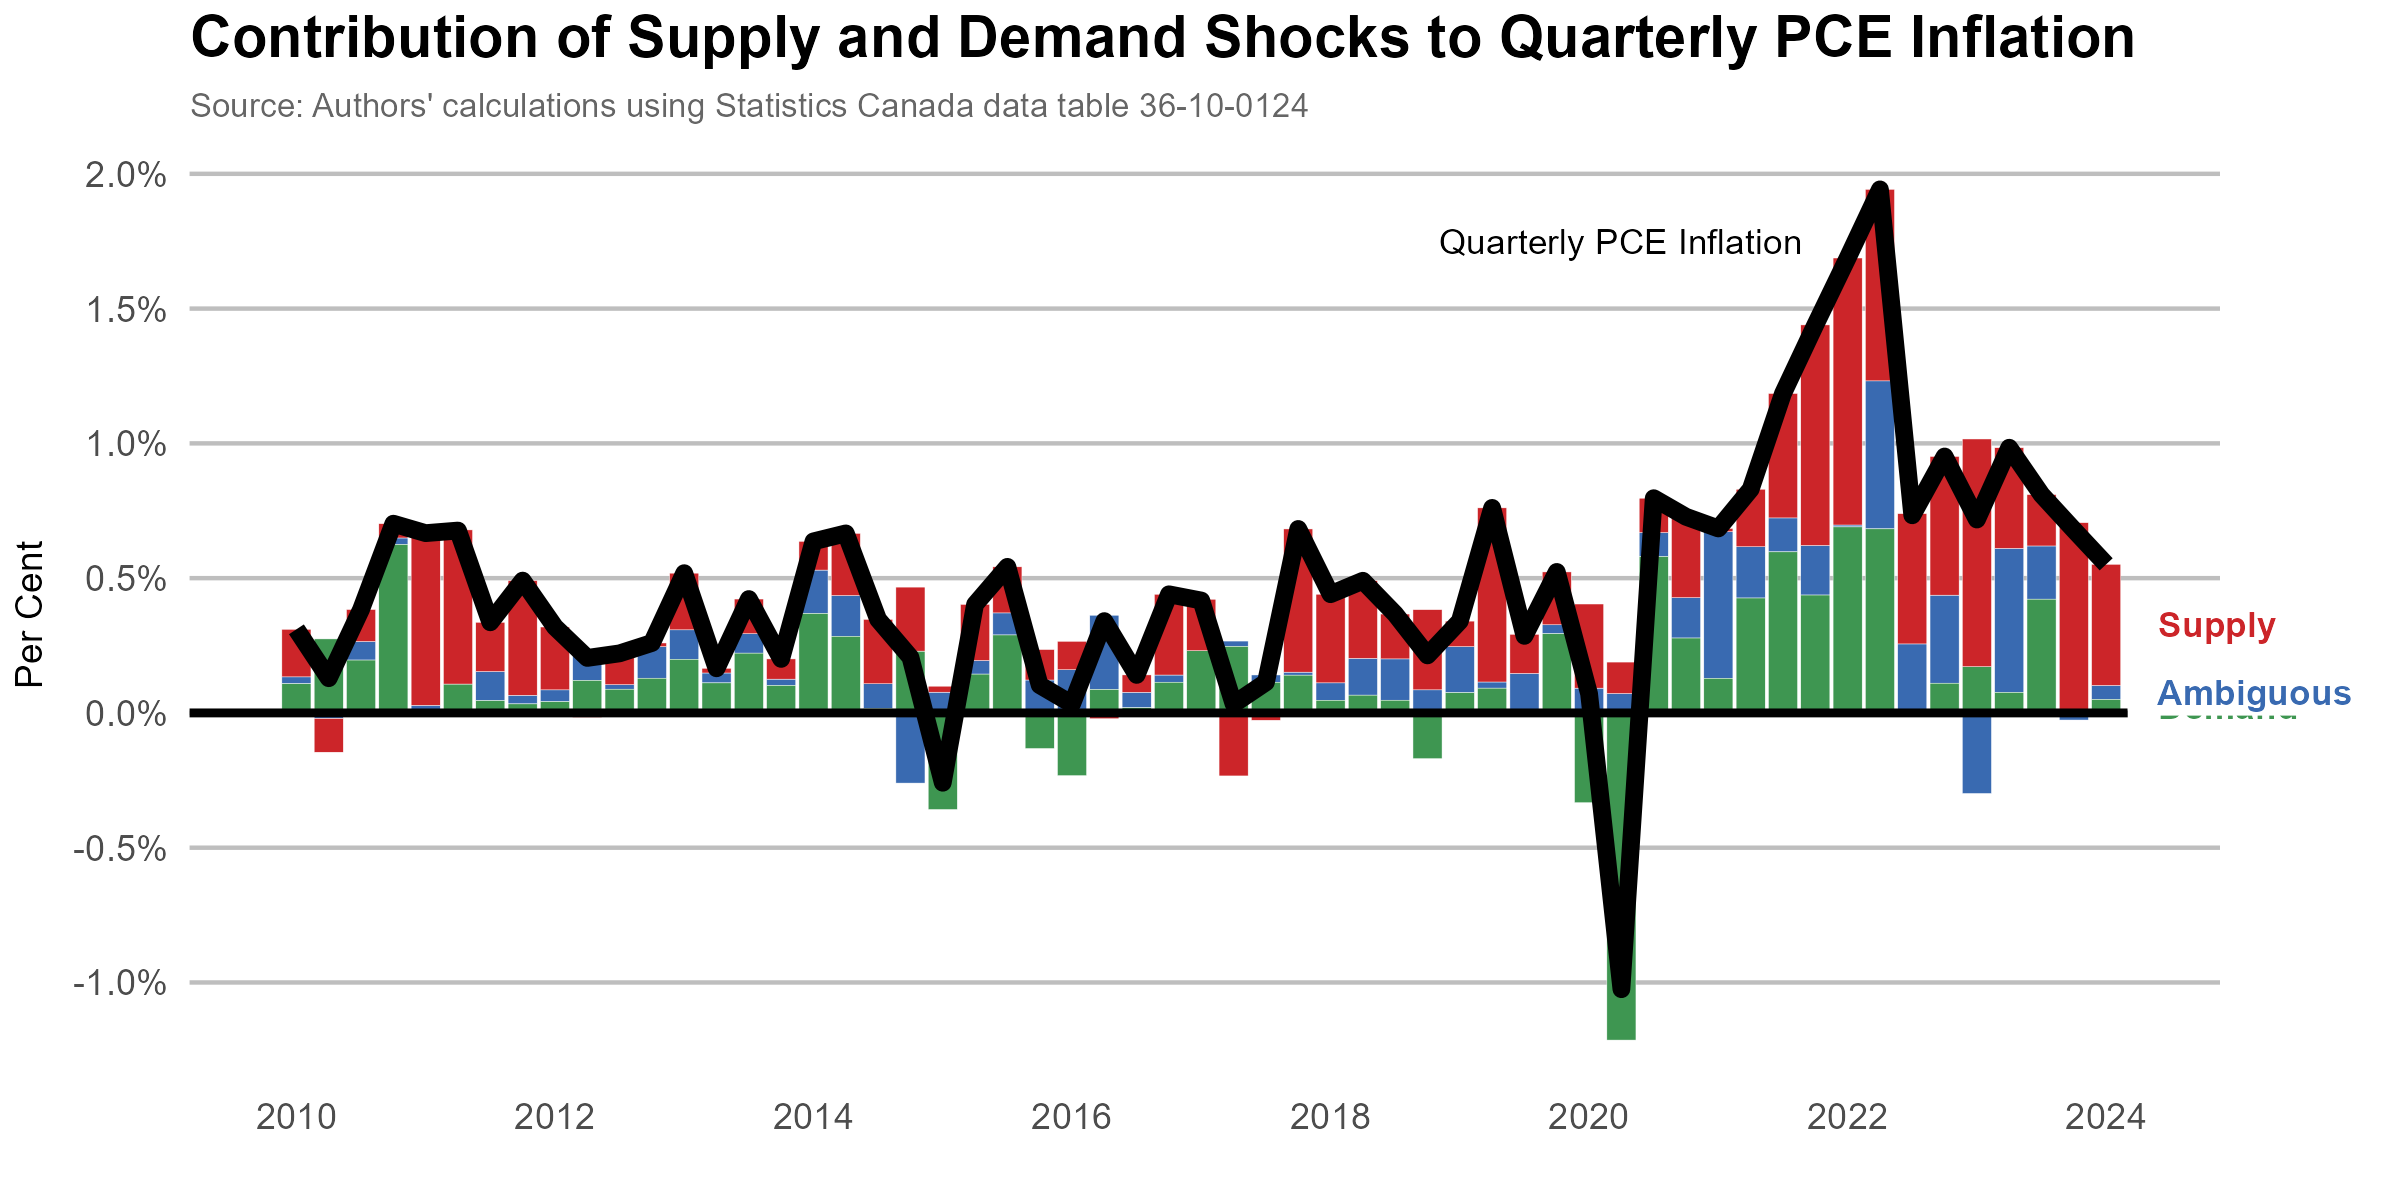 Contribution of Supply and Demand Shocks to Quarterly PCE Inflation
Source: Authors' calculations using Statistics Canada data table 36-10-0124
Per Cent
2.0%
1.5%
1.0%
0.5%
0.0%
-0.5%
-1.0%
Quarterly PCE Inflation
Supply
Ambiguous
Demand
2010 2012 2014 2016 2018 2020 2022 2024